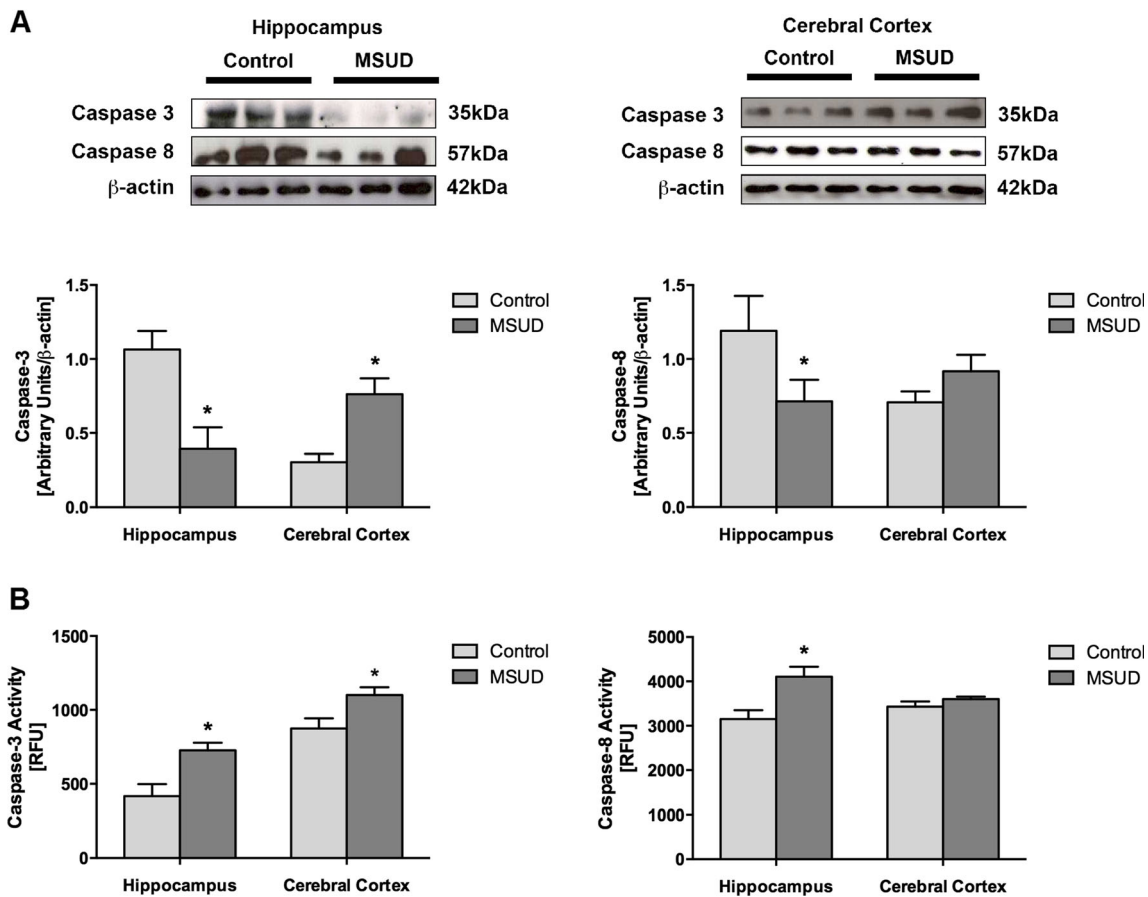 A
Hippocampus
Control MSUD
Caspase 3 35kDa
Caspase 8 57kDa
β-actin 42kDa
Cerebral Cortex
Control MSUD
Caspase 3 35kDa
Caspase 8 57kDa
β-actin 42kDa
Caspase-3
[Arbitrary Units/β-actin]
1.5
1.0
0.5
0.0
* *
Hippocampus Cerebral Cortex
Control
MSUD
Caspase-8
[Arbitrary Units/β-actin]
1.5
1.0
0.5
0.0
*
Hippocampus Cerebral Cortex
Control
MSUD
B
Caspase-3 Activity
[RFU]
1500
1000
500
0
* *
Hippocampus Cerebral Cortex
Control
MSUD
Caspase-8 Activity
[RFU]
5000
4000
3000
2000
1000
0
*
Hippocampus Cerebral Cortex
Control
MSUD